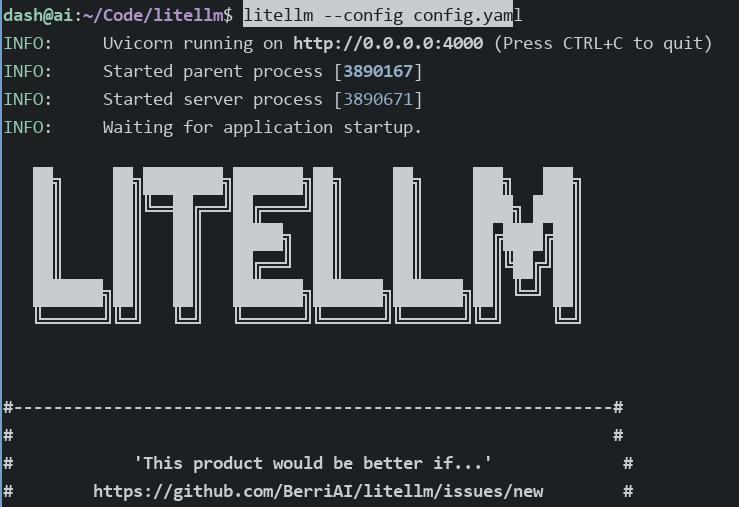 dash@ai:~/Code/litellm$ litellm --config config.yaml
INFO:     Uvicorn running on http://0.0.0.0:4000 (Press CTRL+C to quit)
INFO:     Started parent process [3890167]
INFO:     Started server process [3890671]
INFO:     Waiting for application startup.
LITELLM
#------------------------------------------------------------#
#                                                            #
#            'This product would be better if...'             #
#        https://github.com/BerriAI/litellm/issues/new        #